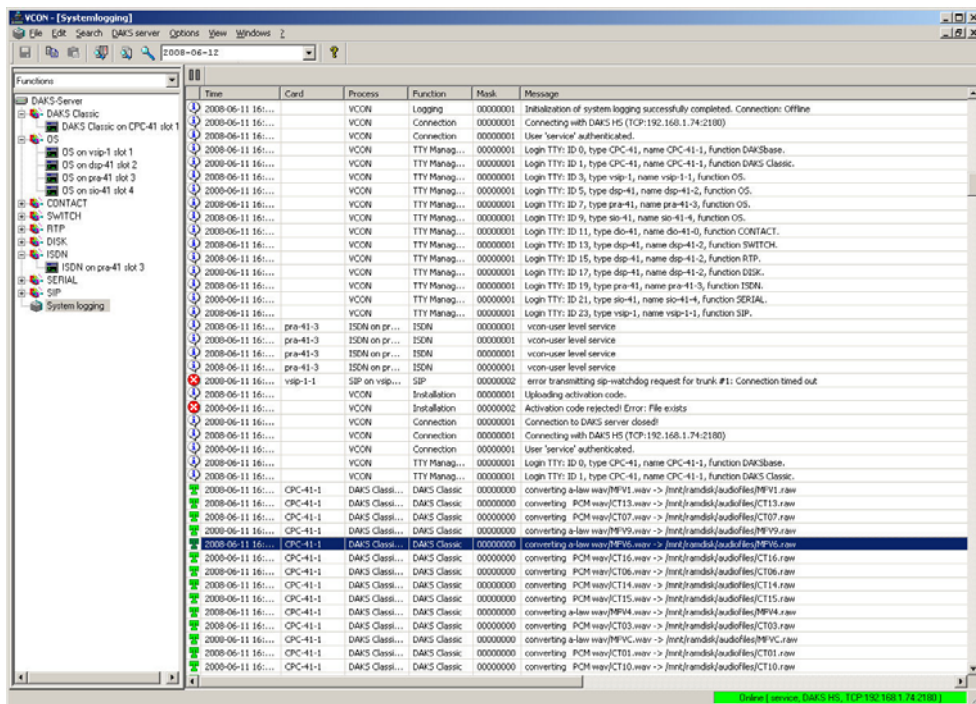 VCON - [Systemlogging]
File Edit Search DAKS server Options View Windows ?
2008-06-12
Functions
DAKS-Server
DAKS Classic
DAKS Classic on CPC-41 slot 1
OS
OS on vsip-1 slot 1
OS on dsp-41 slot 2
OS on pra-41 slot 3
OS on sio-41 slot 4
CONTACT
SWITCH
RTP
DISK
ISDN
ISDN on pra-41 slot 3
SERIAL
SIP
System logging
Time Card Process Function Mask Message
2008-06-11 16:... VCON Logging 00000001 Initialization of system logging successfully completed. Connection: Offline
2008-06-11 16:... VCON Connection 00000001 Connecting with DAKS HS (TCP:192.168.1.74:2180)
2008-06-11 16:... VCON Connection 00000001 User 'service' authenticated.
2008-06-11 16:... VCON TTY Manag... 00000001 Login TTY: ID 0, type CPC-41, name CPC-41-1, function DAKSbase.
2008-06-11 16:... VCON TTY Manag... 00000001 Login TTY: ID 1, type CPC-41, name CPC-41-1, function DAKS Classic.
2008-06-11 16:... VCON TTY Manag... 00000001 Login TTY: ID 3, type vsip-1, name vsip-1-1, function OS.
2008-06-11 16:... VCON TTY Manag... 00000001 Login TTY: ID 5, type dsp-41, name dsp-41-2, function OS.
2008-06-11 16:... VCON TTY Manag... 00000001 Login TTY: ID 7, type pra-41, name pra-41-3, function OS.
2008-06-11 16:... VCON TTY Manag... 00000001 Login TTY: ID 9, type sio-41, name sio-41-4, function OS.
2008-06-11 16:... VCON TTY Manag... 00000001 Login TTY: ID 11, type dio-41, name dio-41-0, function CONTACT.
2008-06-11 16:... VCON TTY Manag... 00000001 Login TTY: ID 13, type dsp-41, name dsp-41-2, function SWITCH.
2008-06-11 16:... VCON TTY Manag... 00000001 Login TTY: ID 15, type dsp-41, name dsp-41-2, function RTP.
2008-06-11 16:... VCON TTY Manag... 00000001 Login TTY: ID 17, type dsp-41, name dsp-41-2, function DISK.
2008-06-11 16:... VCON TTY Manag... 00000001 Login TTY: ID 19, type pra-41, name pra-41-3, function ISDN.
2008-06-11 16:... VCON TTY Manag... 00000001 Login TTY: ID 21, type sio-41, name sio-41-4, function SERIAL.
2008-06-11 16:... VCON TTY Manag... 00000001 Login TTY: ID 23, type vsip-1, name vsip-1-1, function SIP.
2008-06-11 16:... pra-41-3 ISDN on pr... ISDN 00000001 vcon-user level service
2008-06-11 16:... pra-41-3 ISDN on pr... ISDN 00000001 vcon-user level service
2008-06-11 16:... pra-41-3 ISDN on pr... ISDN 00000001 vcon-user level service
2008-06-11 16:... pra-41-3 ISDN on pr... ISDN 00000001 vcon-user level service
2008-06-11 16:... vsip-1-1 SIP on vsip... SIP 00000002 error transmitting sip-watchdog request for trunk #1: Connection timed out
2008-06-11 16:... VCON Installation 00000001 Uploading activation code.
2008-06-11 16:... VCON Installation 00000002 Activation code rejected! Error: File exists
2008-06-11 16:... VCON Connection 00000001 Connection to DAKS server closed!
2008-06-11 16:... VCON Connection 00000001 Connecting with DAKS HS (TCP:192.168.1.74:2180)
2008-06-11 16:... VCON Connection 00000001 User 'service' authenticated.
2008-06-11 16:... VCON TTY Manag... 00000001 Login TTY: ID 0, type CPC-41, name CPC-41-1, function DAKSbase.
2008-06-11 16:... VCON TTY Manag... 00000001 Login TTY: ID 1, type CPC-41, name CPC-41-1, function DAKS Classic.
2008-06-11 16:... CPC-41-1 DAKS Classi... DAKS Classic 00000000 converting a-law wav/MFV1.wav -> /mnt/ramdisk/audiofiles/MFV1.raw
2008-06-11 16:... CPC-41-1 DAKS Classi... DAKS Classic 00000000 converting PCM wav/CT13.wav -> /mnt/ramdisk/audiofiles/CT13.raw
2008-06-11 16:... CPC-41-1 DAKS Classi... DAKS Classic 00000000 converting PCM wav/CT07.wav -> /mnt/ramdisk/audiofiles/CT07.raw
2008-06-11 16:... CPC-41-1 DAKS Classi... DAKS Classic 00000000 converting a-law wav/MFV9.wav -> /mnt/ramdisk/audiofiles/MFV9.raw
2008-06-11 16:... CPC-41-1 DAKS Classi... DAKS Classic 00000000 converting a-law wav/MFV6.wav -> /mnt/ramdisk/audiofiles/MFV6.raw
2008-06-11 16:... CPC-41-1 DAKS Classi... DAKS Classic 00000000 converting PCM wav/CT16.wav -> /mnt/ramdisk/audiofiles/CT16.raw
2008-06-11 16:... CPC-41-1 DAKS Classi... DAKS Classic 00000000 converting PCM wav/CT06.wav -> /mnt/ramdisk/audiofiles/CT06.raw
2008-06-11 16:... CPC-41-1 DAKS Classi... DAKS Classic 00000000 converting PCM wav/CT14.wav -> /mnt/ramdisk/audiofiles/CT14.raw
2008-06-11 16:... CPC-41-1 DAKS Classi... DAKS Classic 00000000 converting PCM wav/CT15.wav -> /mnt/ramdisk/audiofiles/CT15.raw
2008-06-11 16:... CPC-41-1 DAKS Classi... DAKS Classic 00000000 converting a-law wav/MFV4.wav -> /mnt/ramdisk/audiofiles/MFV4.raw
2008-06-11 16:... CPC-41-1 DAKS Classi... DAKS Classic 00000000 converting PCM wav/CT03.wav -> /mnt/ramdisk/audiofiles/CT03.raw
2008-06-11 16:... CPC-41-1 DAKS Classi... DAKS Classic 00000000 converting a-law wav/MFVC.wav -> /mnt/ramdisk/audiofiles/MFVC.raw
2008-06-11 16:... CPC-41-1 DAKS Classi... DAKS Classic 00000000 converting PCM wav/CT01.wav -> /mnt/ramdisk/audiofiles/CT01.raw
2008-06-11 16:... CPC-41-1 DAKS Classi... DAKS Classic 00000000 converting PCM wav/CT10.wav -> /mnt/ramdisk/audiofiles/CT10.raw
Online [ service, DAKS HS, TCP:192.168.1.74:2180 ]